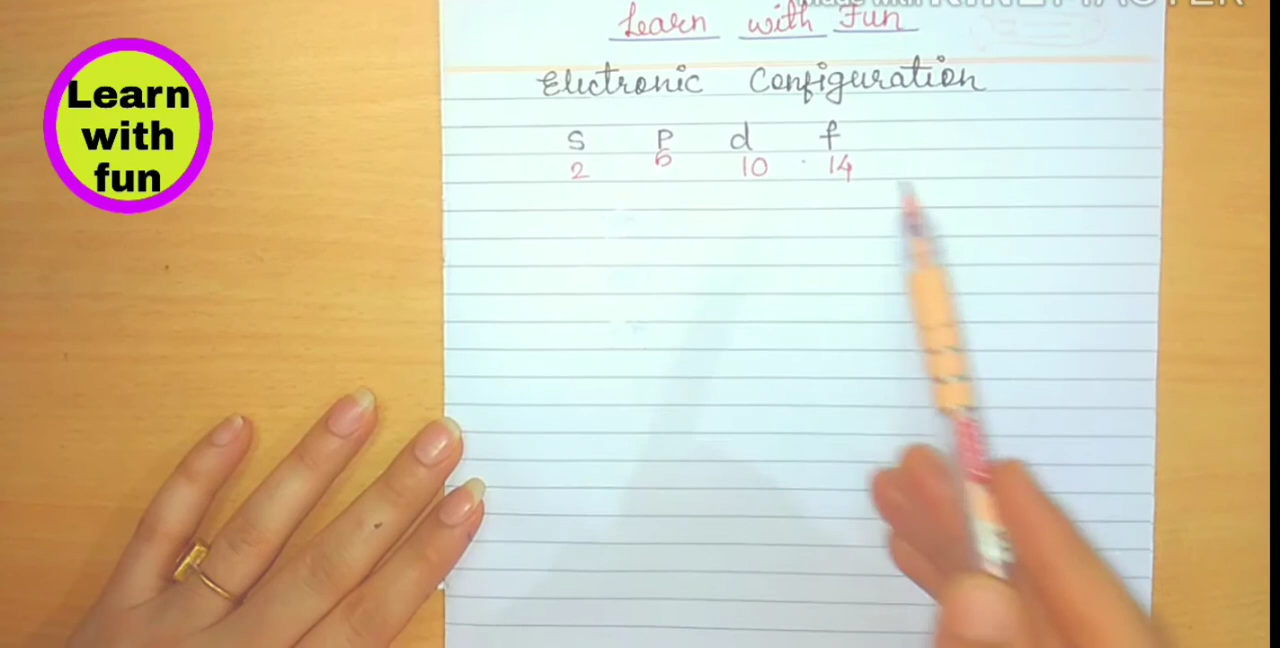 Learn with Fun
Electronic Configuration
S P d f
2 6 10 14
Learn
with
fun